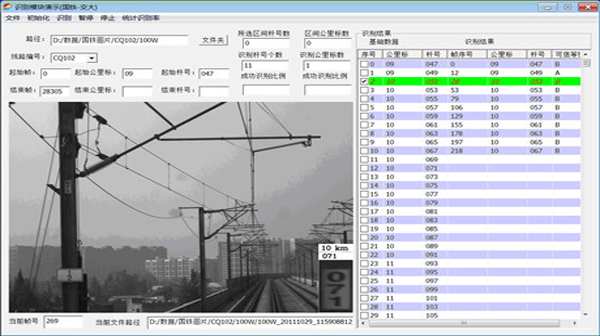 识别模块演示(国铁-交大)
文件 初始化 识别 暂停 停止 统计识别率
路径: D:/数据/国铁图片/CQ102/100W 文件夹
线路编号: CQ102
起始帧: 0 起始公里标: 09 起始杆号: 047
结束帧: 28305 结束公里标: 结束杆号:
所选区间杆号数 区间公里标数
0 0
识别杆号个数 识别公里标数
11 1
成功识别比例 成功识别比例
10 km
071
071
当前帧号 269 当前文件路径 D:/数据/国铁图片/CQ102/100W/100W_20111029_115908812
识别结果
基础数据 识别结果
序号 公里标 杆号 帧序号 公里标 杆号 可信等
0 09 047 0 09 047 B
1 09 049 12 09 049 A
2
3 10 053 53 10 053 B
4 10 055 79 10 055 B
5 10 057 106 10 057 B
6 10 059 129 10 059 B
7 10 061 155 10 061 B
8 10 063 178 10 063 B
9 10 065 197 10 065 B
10 10 067 218 10 067 B
11 10 069
12 10 071
13 10 073
14 10 075
15 10 077
16 10 079
17 10 081
18 10 083
19 10 085
20 10 087
21 10 089
22 10 091
23 11 093
24 11 095
25 11 097
26 11 099
27 11 101
28 11 103
29 11 105